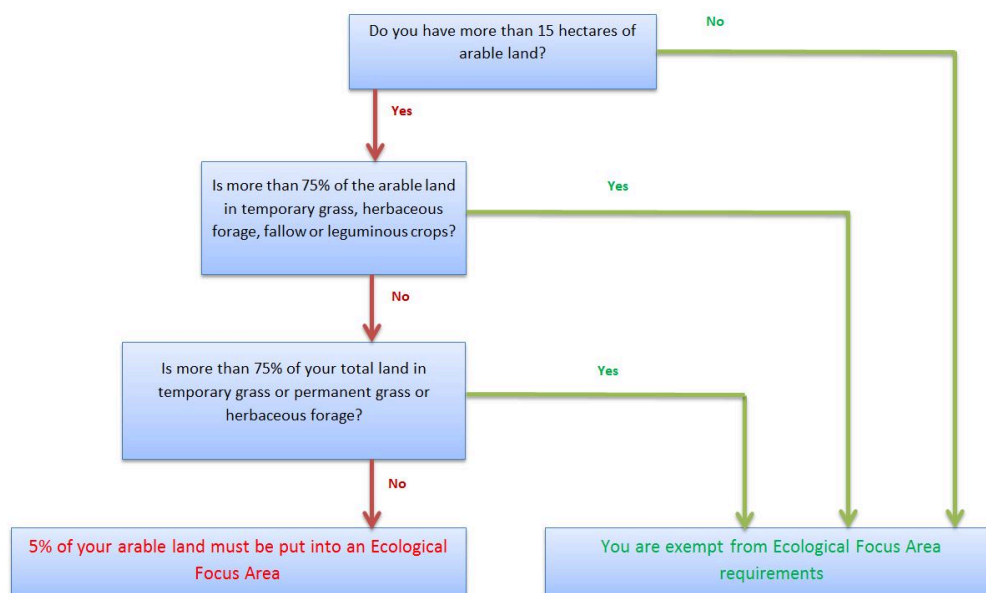 Do you have more than 15 hectares of
arable land?
No
Yes
Is more than 75% of the arable land
in temporary grass, herbaceous
forage, fallow or leguminous crops?
Yes
No
Is more than 75% of your total land in
temporary grass or permanent grass or
herbaceous forage?
Yes
No
5% of your arable land must be put into an Ecological
Focus Area
You are exempt from Ecological Focus Area
requirements